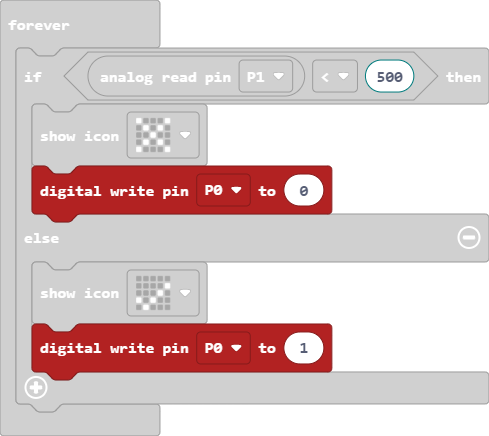 forever
if analog read pin P1 < 500 then
show icon
digital write pin P0 to 0
else
show icon
digital write pin P0 to 1